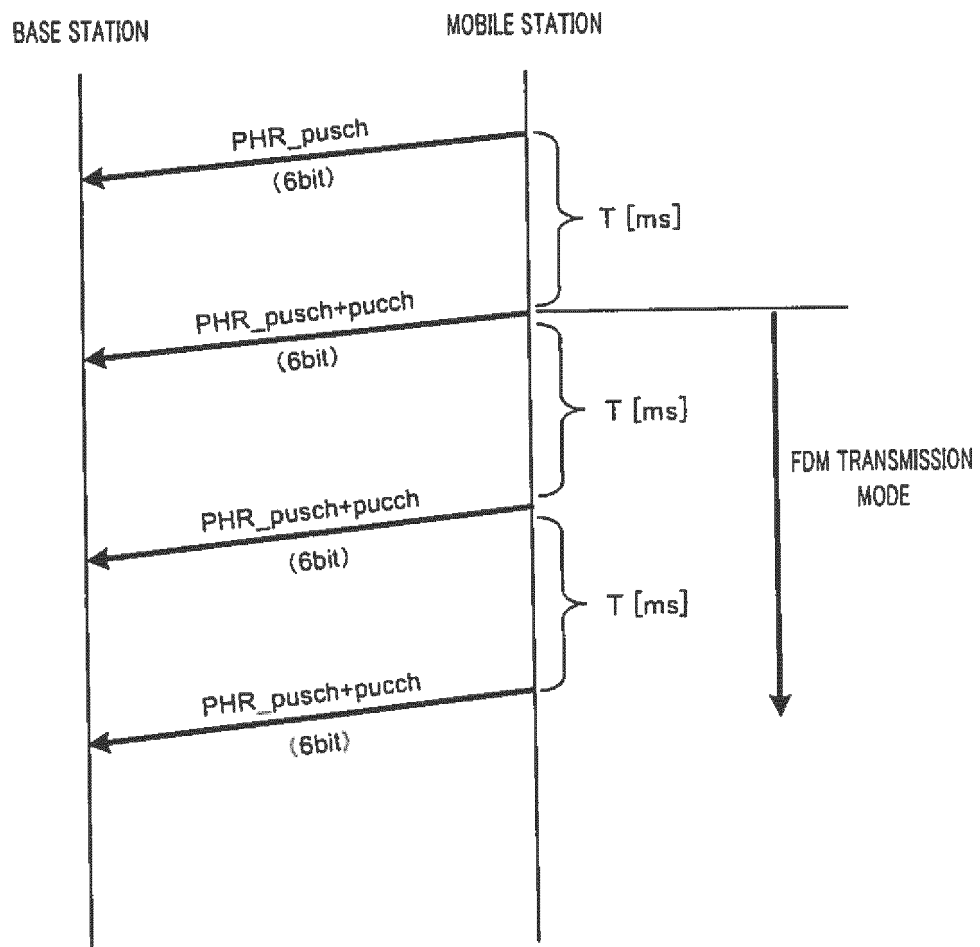 BASE STATION
MOBILE STATION
PHR_pusch
(6bit)
T [ms]
PHR_pusch+pucch
(6bit)
T [ms]
FDM TRANSMISSION
MODE
PHR_pusch+pucch
(6bit)
T [ms]
PHR_pusch+pucch
(6bit)